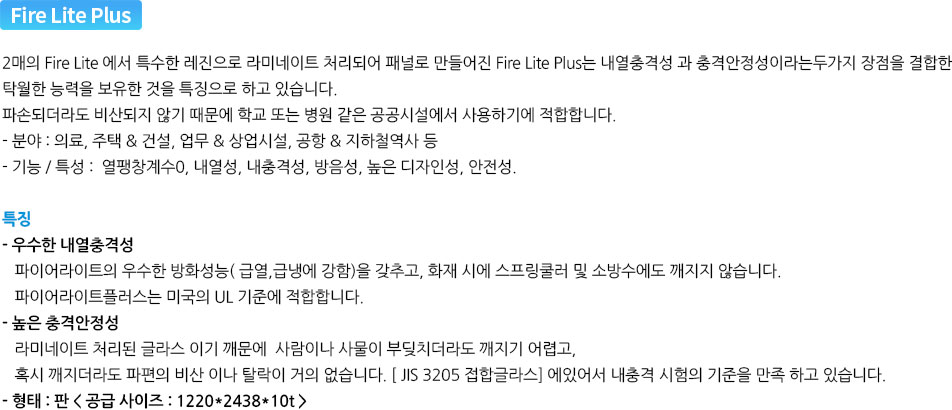 Fire Lite Plus
2매의 Fire Lite 에서 특수한 레진으로 라미네이트 처리되어 패널로 만들어진 Fire Lite Plus는 내열충격성 과 충격안정성이라는두가지 장점을 결합한
탁월한 능력을 보유한 것을 특징으로 하고 있습니다.
파손되더라도 비산되지 않기 때문에 학교 또는 병원 같은 공공시설에서 사용하기에 적합합니다.
- 분야 : 의료, 주택 & 건설, 업무 & 상업시설, 공항 & 지하철역사 등
- 기능 / 특성 : 열팽창계수0, 내열성, 내충격성, 방음성, 높은 디자인성, 안전성.
특징
- 우수한 내열충격성
파이어라이트의 우수한 방화성능( 급열,급냉에 강함)을 갖추고, 화재 시에 스프링쿨러 및 소방수에도 깨지지 않습니다.
파이어라이트플러스는 미국의 UL 기준에 적합합니다.
- 높은 충격안정성
라미네이트 처리된 글라스 이기 깨문에 사람이나 사물이 부딪치더라도 깨지기 어렵고,
혹시 깨지더라도 파편의 비산 이나 탈락이 거의 없습니다. [ JIS 3205 접합글라스] 에있어서 내충격 시험의 기준을 만족 하고 있습니다.
- 형태 : 판 < 공급 사이즈 : 1220*2438*10t >